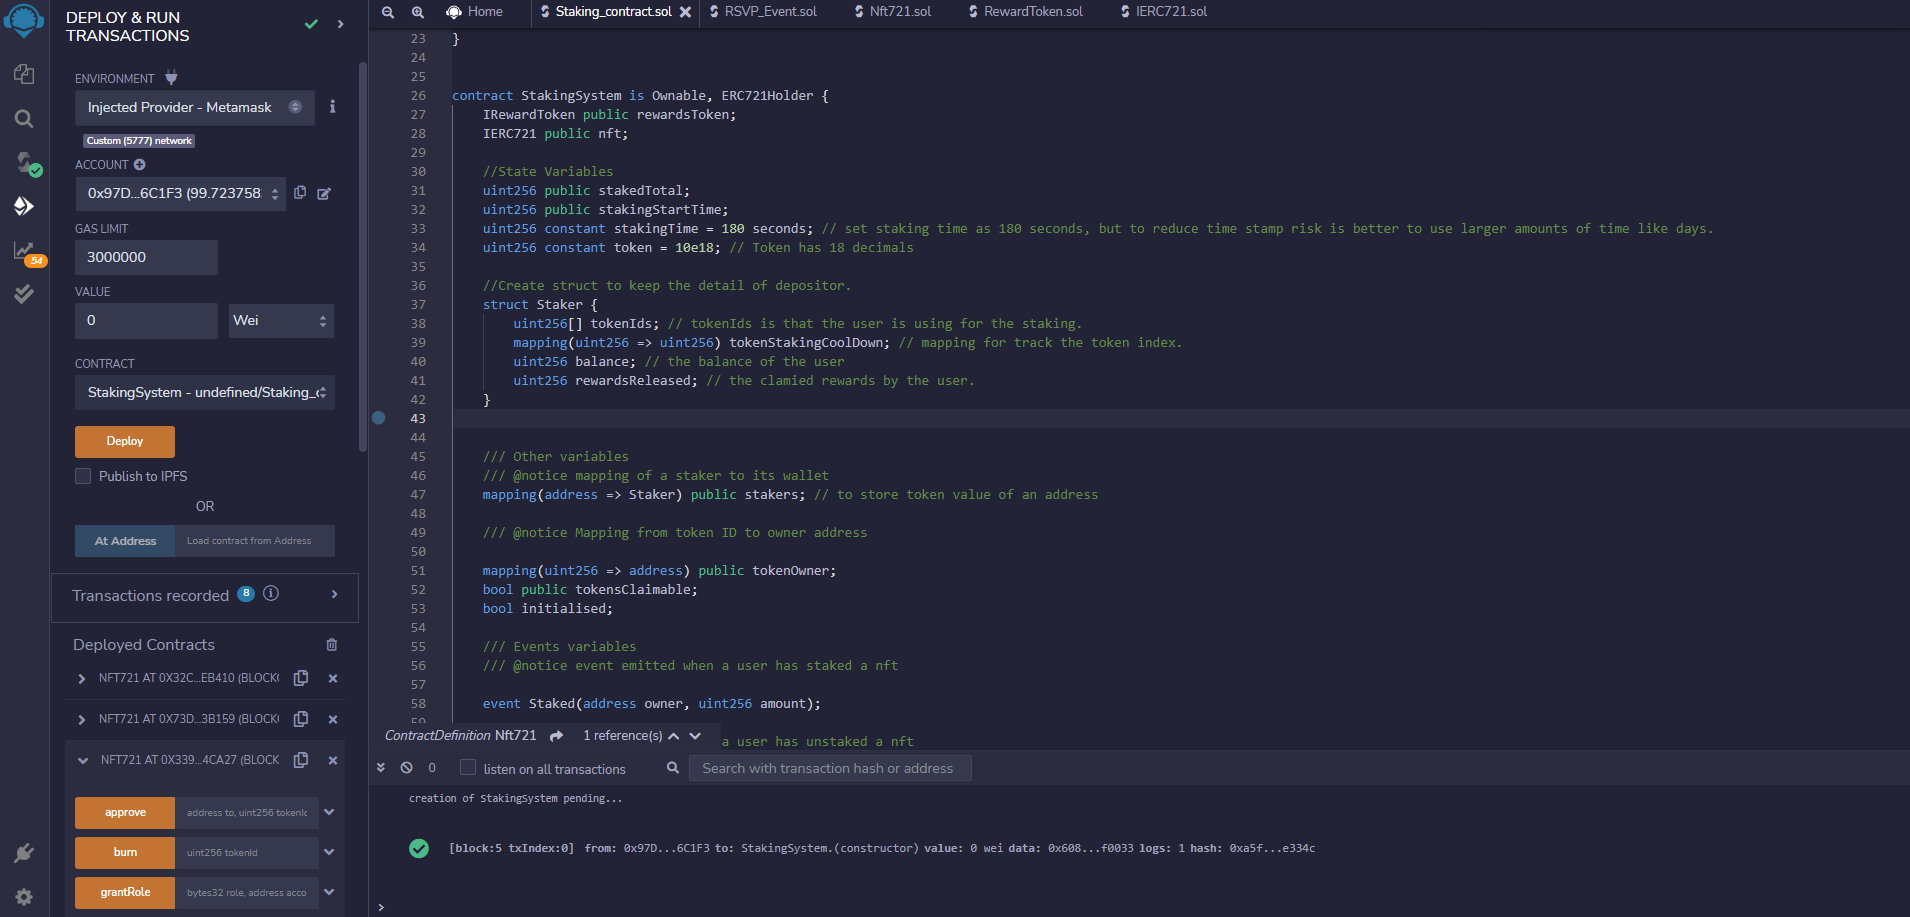 DEPLOY & RUN
TRANSACTIONS
ENVIRONMENT
Injected Provider - Metamask
Custom (5777) network
ACCOUNT
0x97D...6C1F3 (99.7237583
GAS LIMIT
3000000
VALUE
0
Wei
CONTRACT
StakingSystem - undefined/Staking_c
Deploy
Publish to IPFS
OR
At Address
Load contract from Address
Transactions recorded 8
Deployed Contracts
NFT721 AT 0X32C...EB410 (BLOCKC
NFT721 AT 0X73D...3B159 (BLOCKC
NFT721 AT 0X339...4CA27 (BLOCK
approve
address to, uint256 tokenId
burn
uint256 tokenId
grantRole
bytes32 role, address acco
54
Home
Staking_contract.sol
RSVP_Event.sol
Nft721.sol
RewardToken.sol
IERC721.sol
23 }
24
25
26 contract StakingSystem is Ownable, ERC721Holder {
27 IRewardToken public rewardsToken;
28 IERC721 public nft;
29
30 //State Variables
31 uint256 public stakedTotal;
32 uint256 public stakingStartTime;
33 uint256 constant stakingTime = 180 seconds; // set staking time as 180 seconds, but to reduce time stamp risk is better to use larger amounts of time like days.
34 uint256 constant token = 10e18; // Token has 18 decimals
35
36 //Create struct to keep the detail of depositor.
37 struct Staker {
38 uint256[] tokenIds; // tokenIds is that the user is using for the staking.
39 mapping(uint256 => uint256) tokenStakingCoolDown; // mapping for track the token index.
40 uint256 balance; // the balance of the user
41 uint256 rewardsReleased; // the clamied rewards by the user.
42 }
43
44
45 /// Other variables
46 /// @notice mapping of a staker to its wallet
47 mapping(address => Staker) public stakers; // to store token value of an address
48
49 /// @notice Mapping from token ID to owner address
50
51 mapping(uint256 => address) public tokenOwner;
52 bool public tokensClaimable;
53 bool initialised;
54
55 /// Events variables
56 /// @notice event emitted when a user has staked a nft
57
58 event Staked(address owner, uint256 amount);
59
ContractDefinition Nft721 1 reference(s)
a user has unstaked a nft
0
listen on all transactions
Search with transaction hash or address
creation of StakingSystem pending...
[block:5 txIndex:0] from: 0x97D...6C1F3 to: StakingSystem.(constructor) value: 0 wei data: 0x608...f0033 logs: 1 hash: 0xa5f...e334c
>